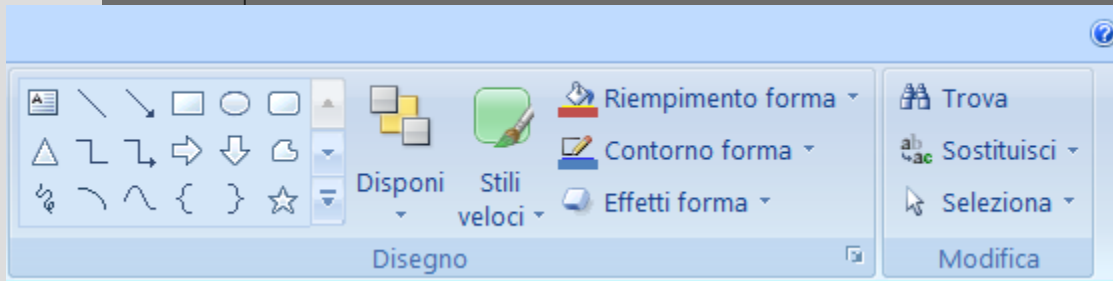 Riempimento forma
Contorno forma
Effetti forma
Disponi
Stili
veloci
Disegno
Trova
Sostituisci
Seleziona
Modifica